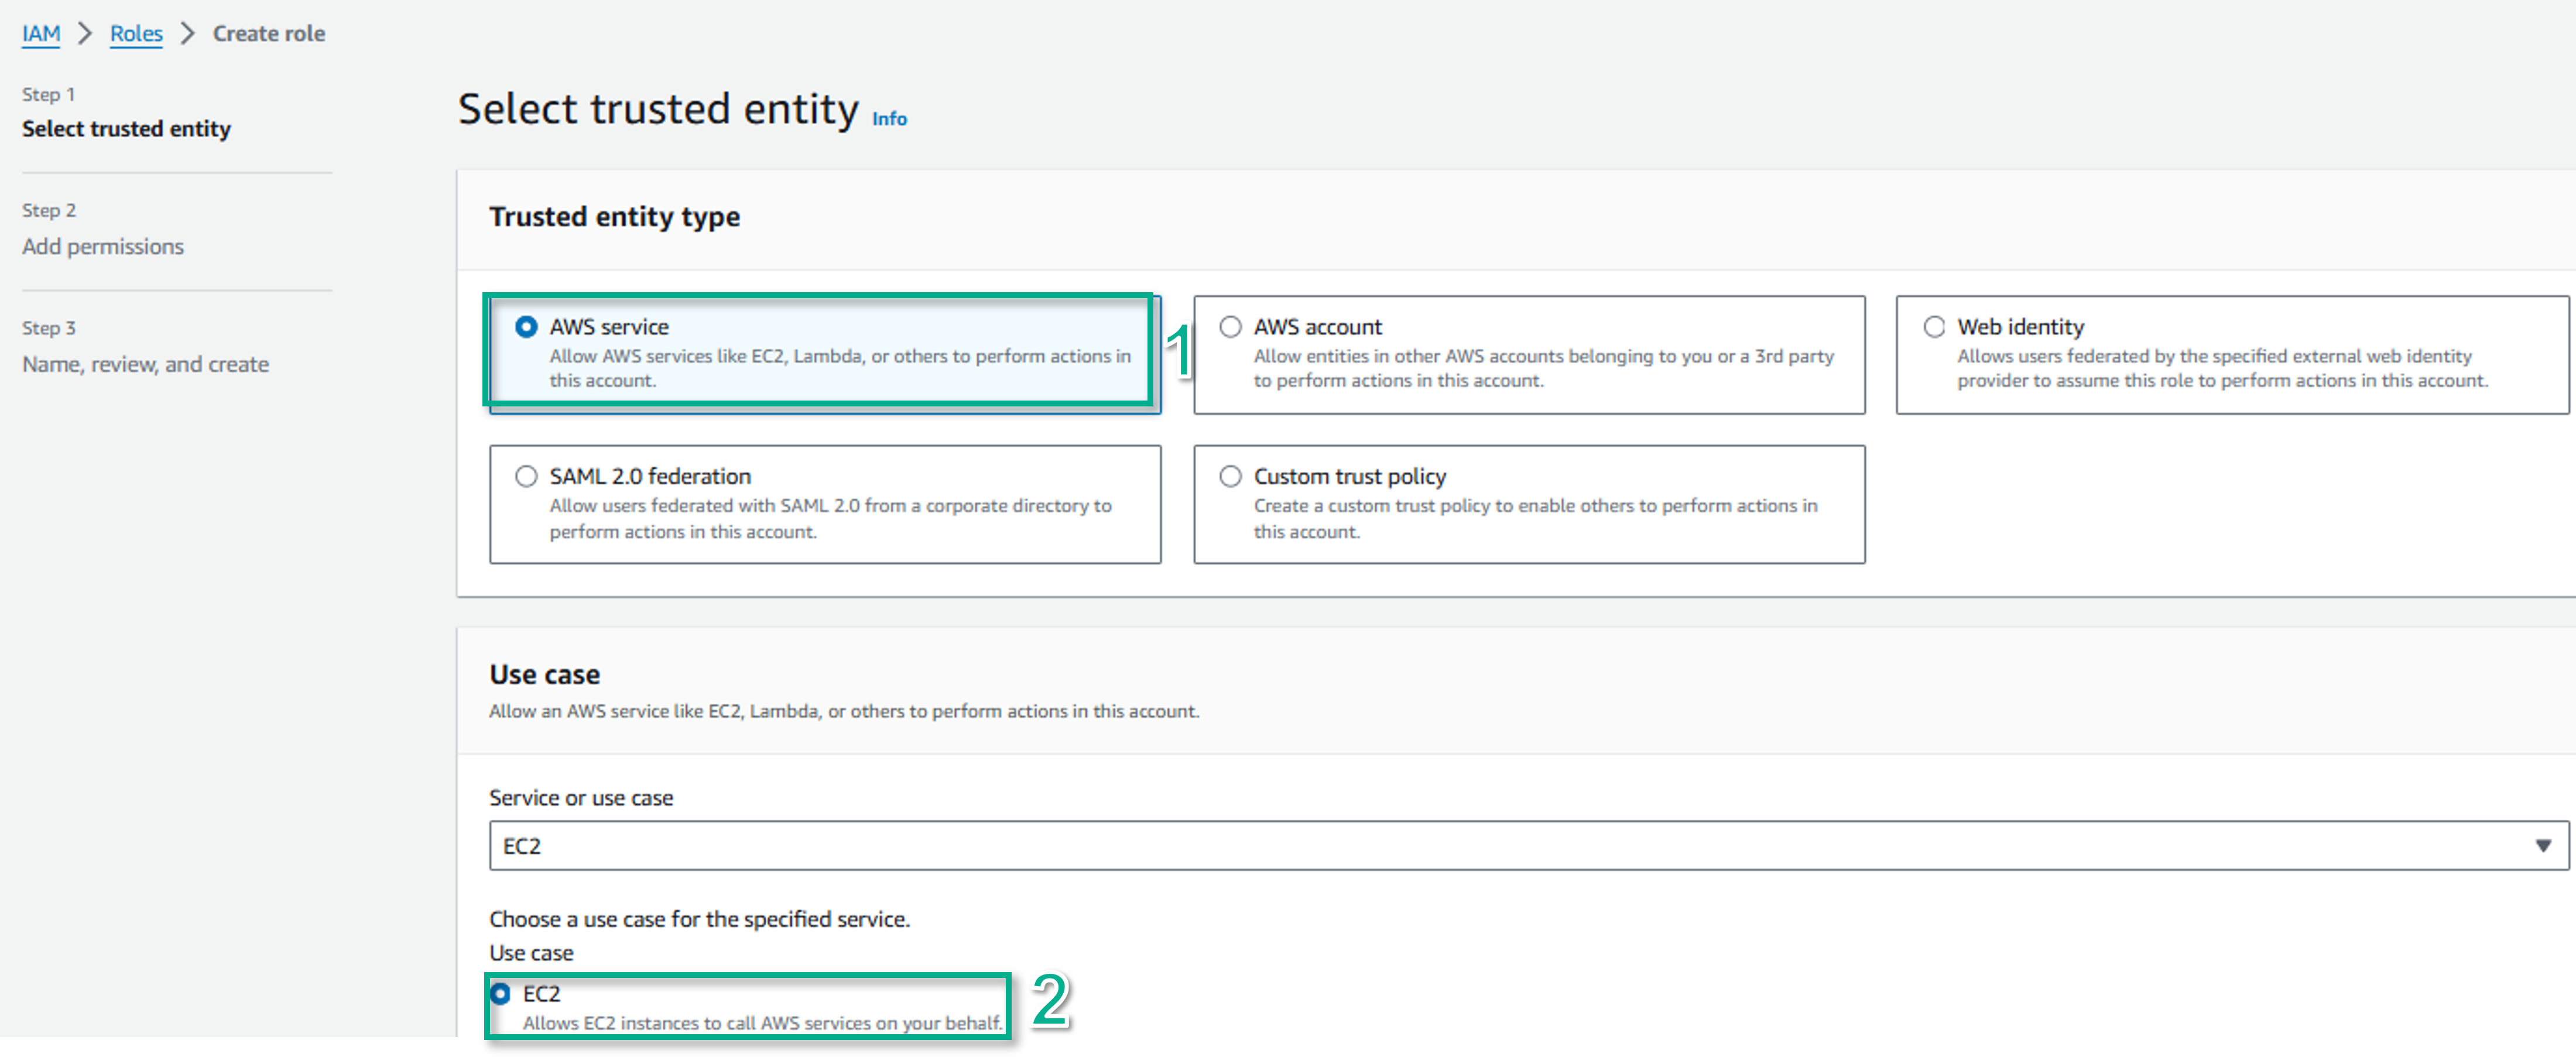 IAM > Roles > Create role
Step 1
Select trusted entity
Step 2
Add permissions
Step 3
Name, review, and create
Select trusted entity Info
Trusted entity type
AWS service
Allow AWS services like EC2, Lambda, or others to perform actions in
this account.
1
AWS account
Allow entities in other AWS accounts belonging to you or a 3rd party
to perform actions in this account.
Web identity
Allows users federated by the specified external web identity
provider to assume this role to perform actions in this account.
SAML 2.0 federation
Allow users federated with SAML 2.0 from a corporate directory to
perform actions in this account.
Custom trust policy
Create a custom trust policy to enable others to perform actions in
this account.
Use case
Allow an AWS service like EC2, Lambda, or others to perform actions in this account.
Service or use case
EC2
Choose a use case for the specified service.
Use case
EC2
Allows EC2 instances to call AWS services on your behalf.
2